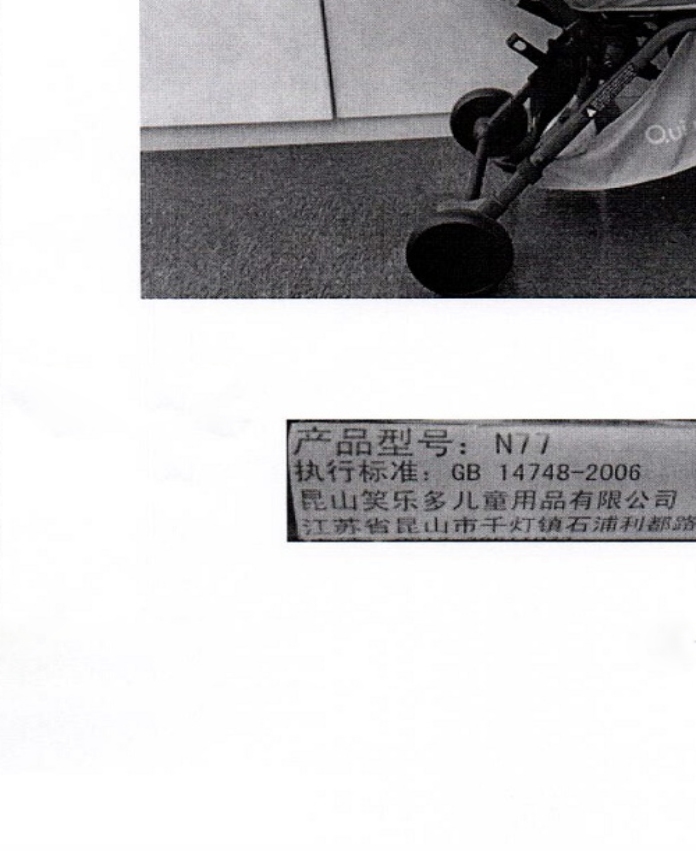 Qui
产品型号: N77
执行标准: GB 14748-2006
昆山笑乐多儿童用品有限公司
江苏省昆山市千灯镇石浦利都路